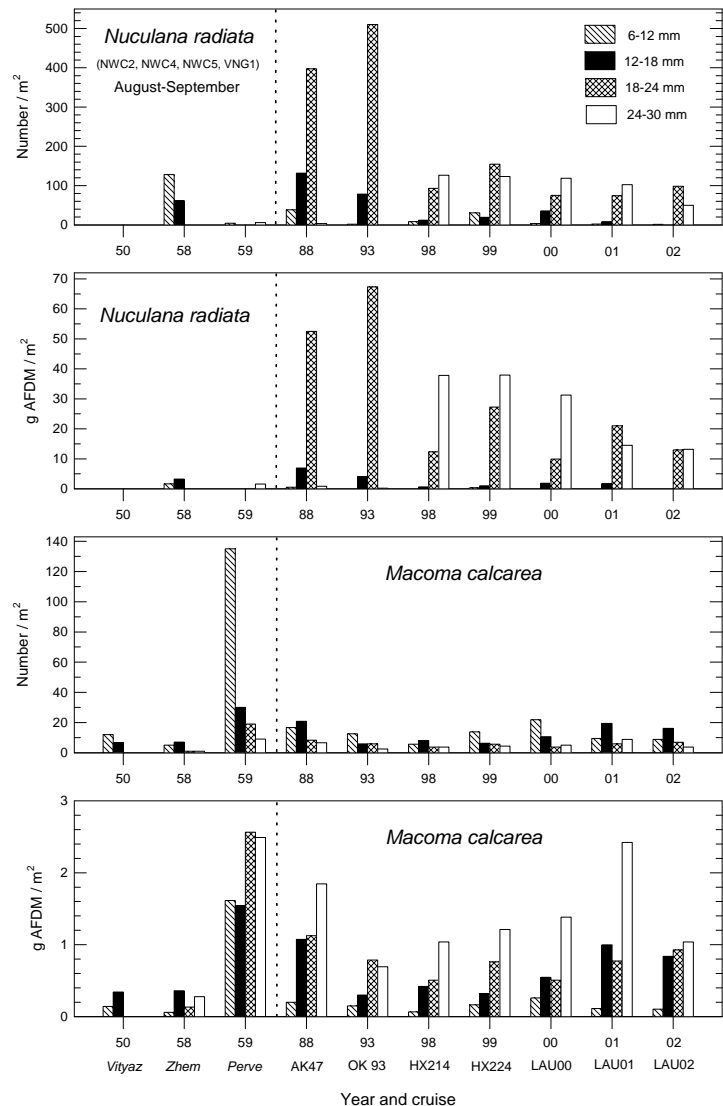 Nuculana radiata
(NWC2, NWC4, NWC5, VNG1)
August-September
6-12 mm
12-18 mm
18-24 mm
24-30 mm
Number / m²
500
400
300
200
100
0
50 58 59 88 93 98 99 00 01 02
Nuculana radiata
g AFDM / m²
70
60
50
40
30
20
10
0
50 58 59 88 93 98 99 00 01 02
Macoma calcarea
Number / m²
140
120
100
80
60
40
20
0
50 58 59 88 93 98 99 00 01 02
Macoma calcarea
g AFDM / m²
3
2
1
0
50 58 59 88 93 98 99 00 01 02
Vityaz Zhem Perve AK47 OK 93 HX214 HX224 LAU00 LAU01 LAU02
Year and cruise